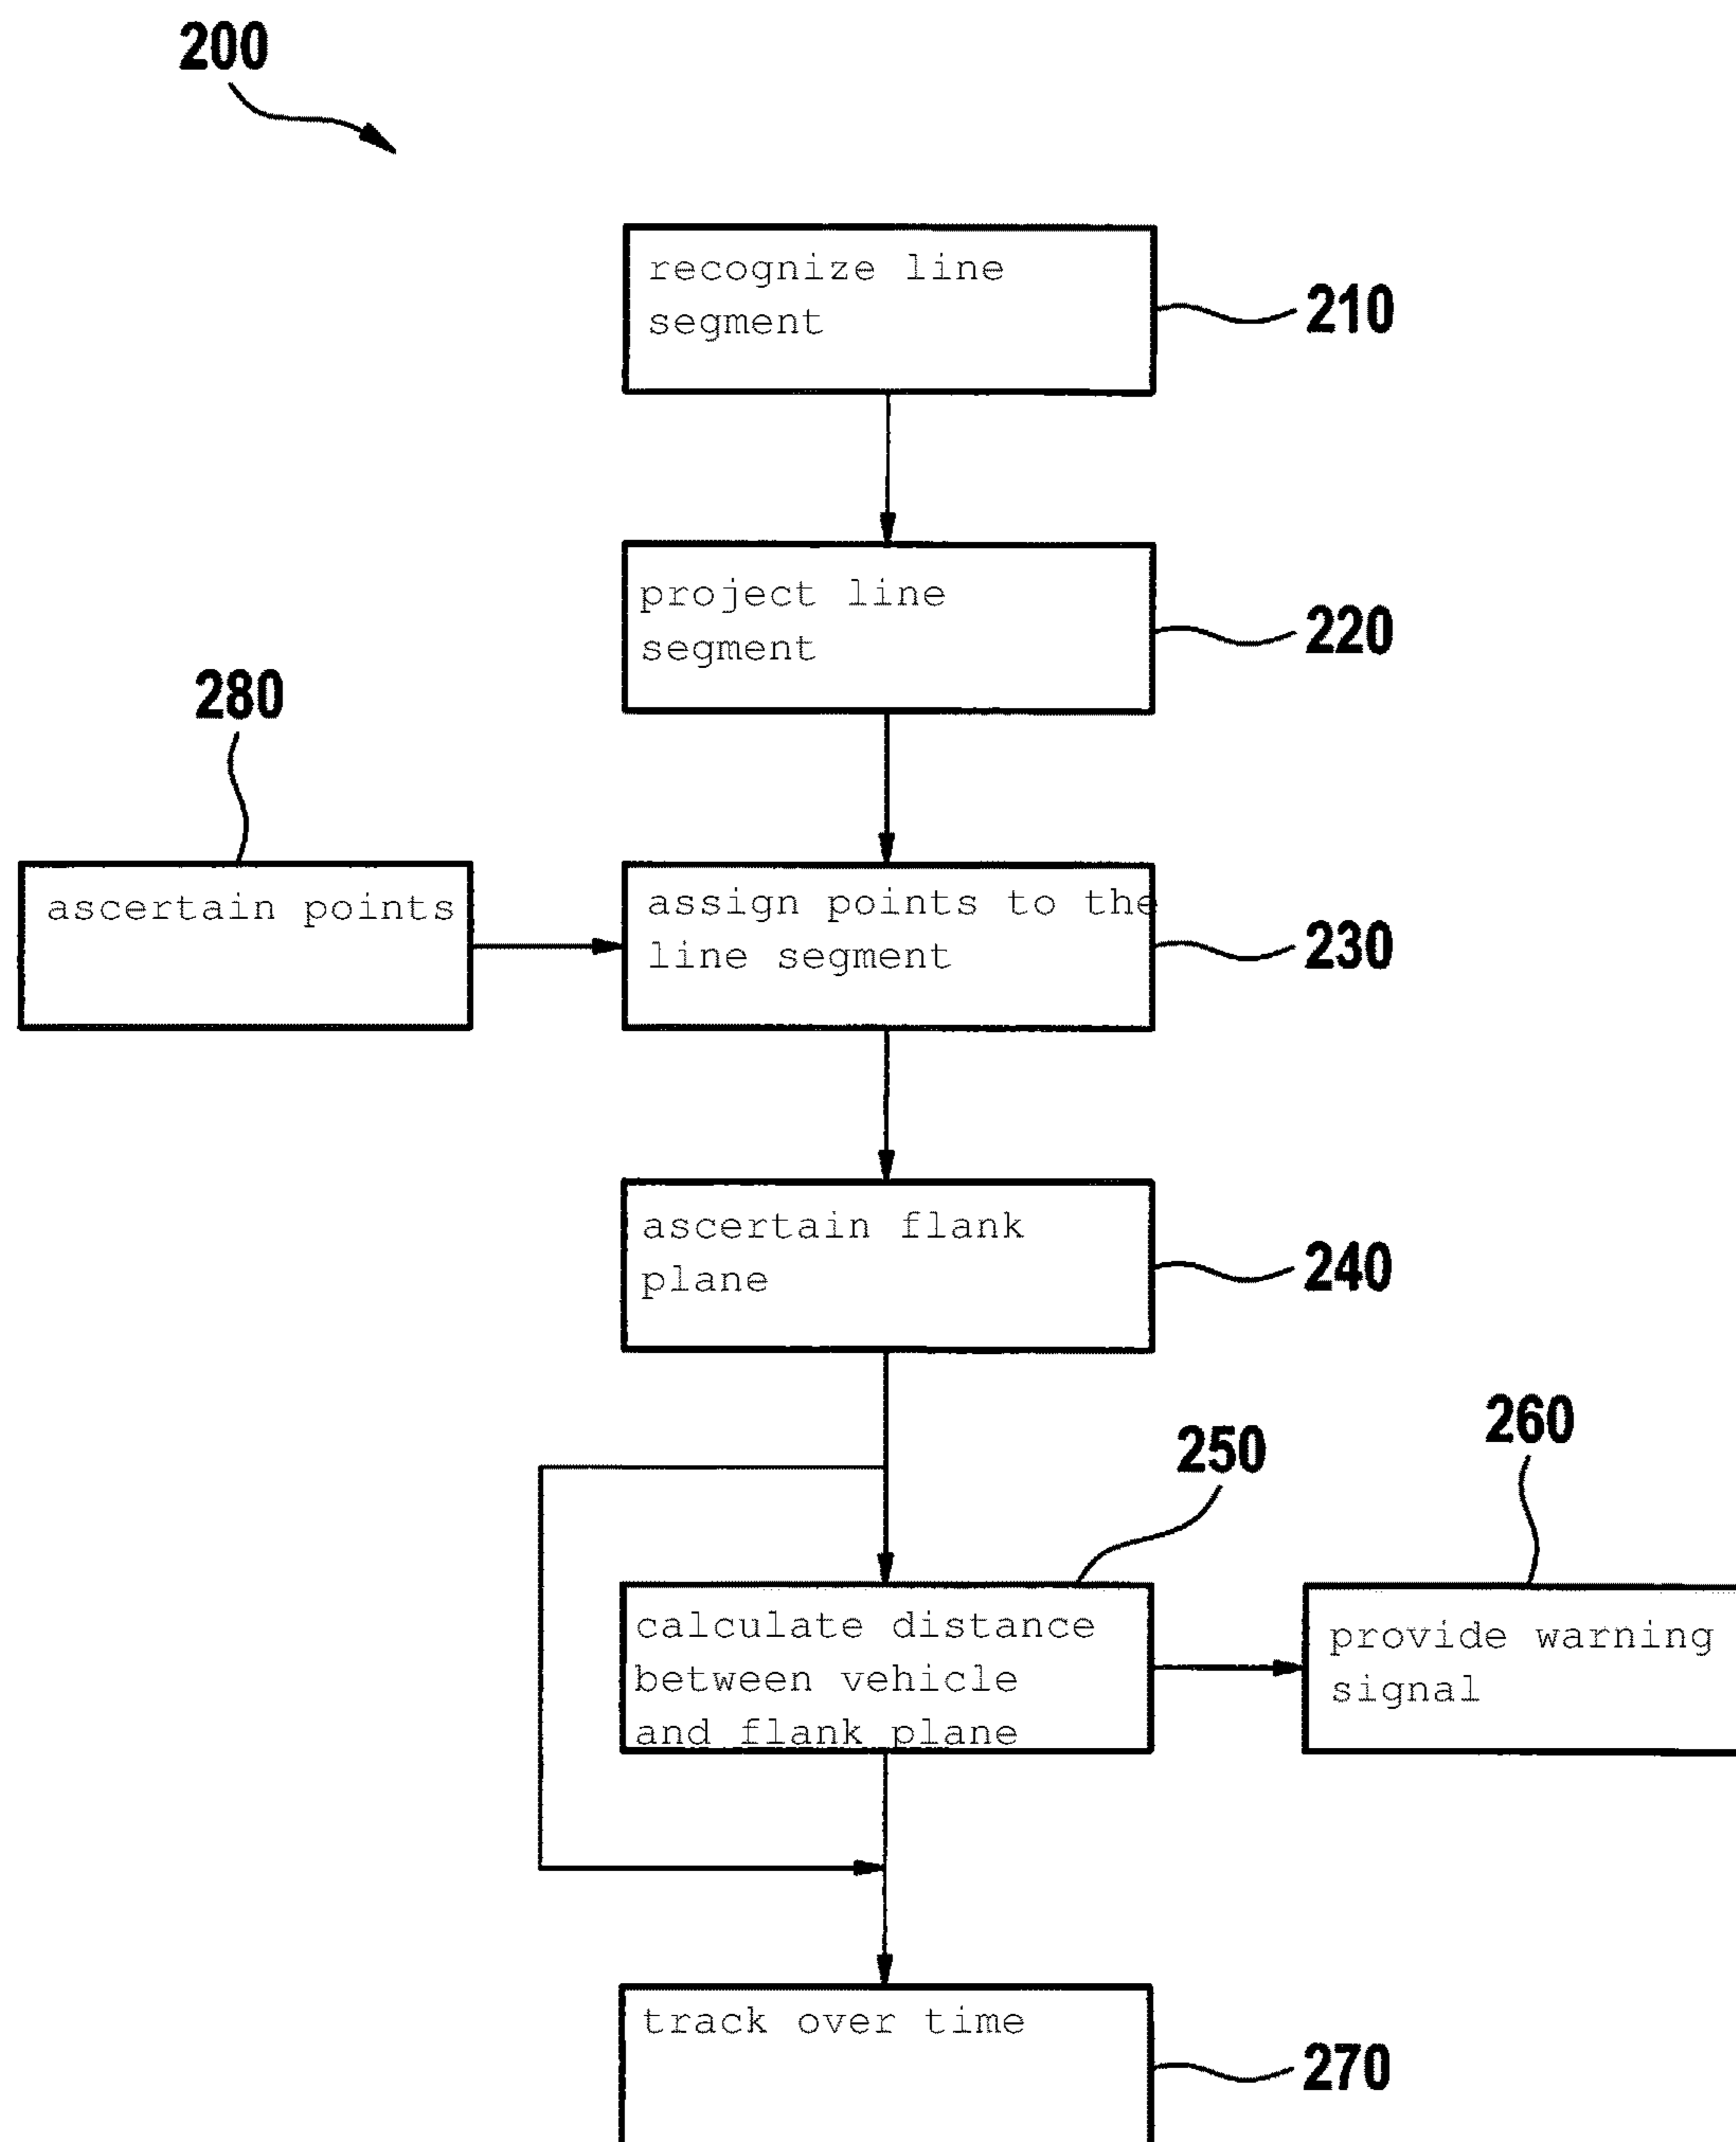 200
recognize line
segment
210
project line
segment
220
280
ascertain points
assign points to the
line segment
230
ascertain flank
plane
240
250
260
calculate distance
between vehicle
and flank plane
provide warning
signal
track over time
270